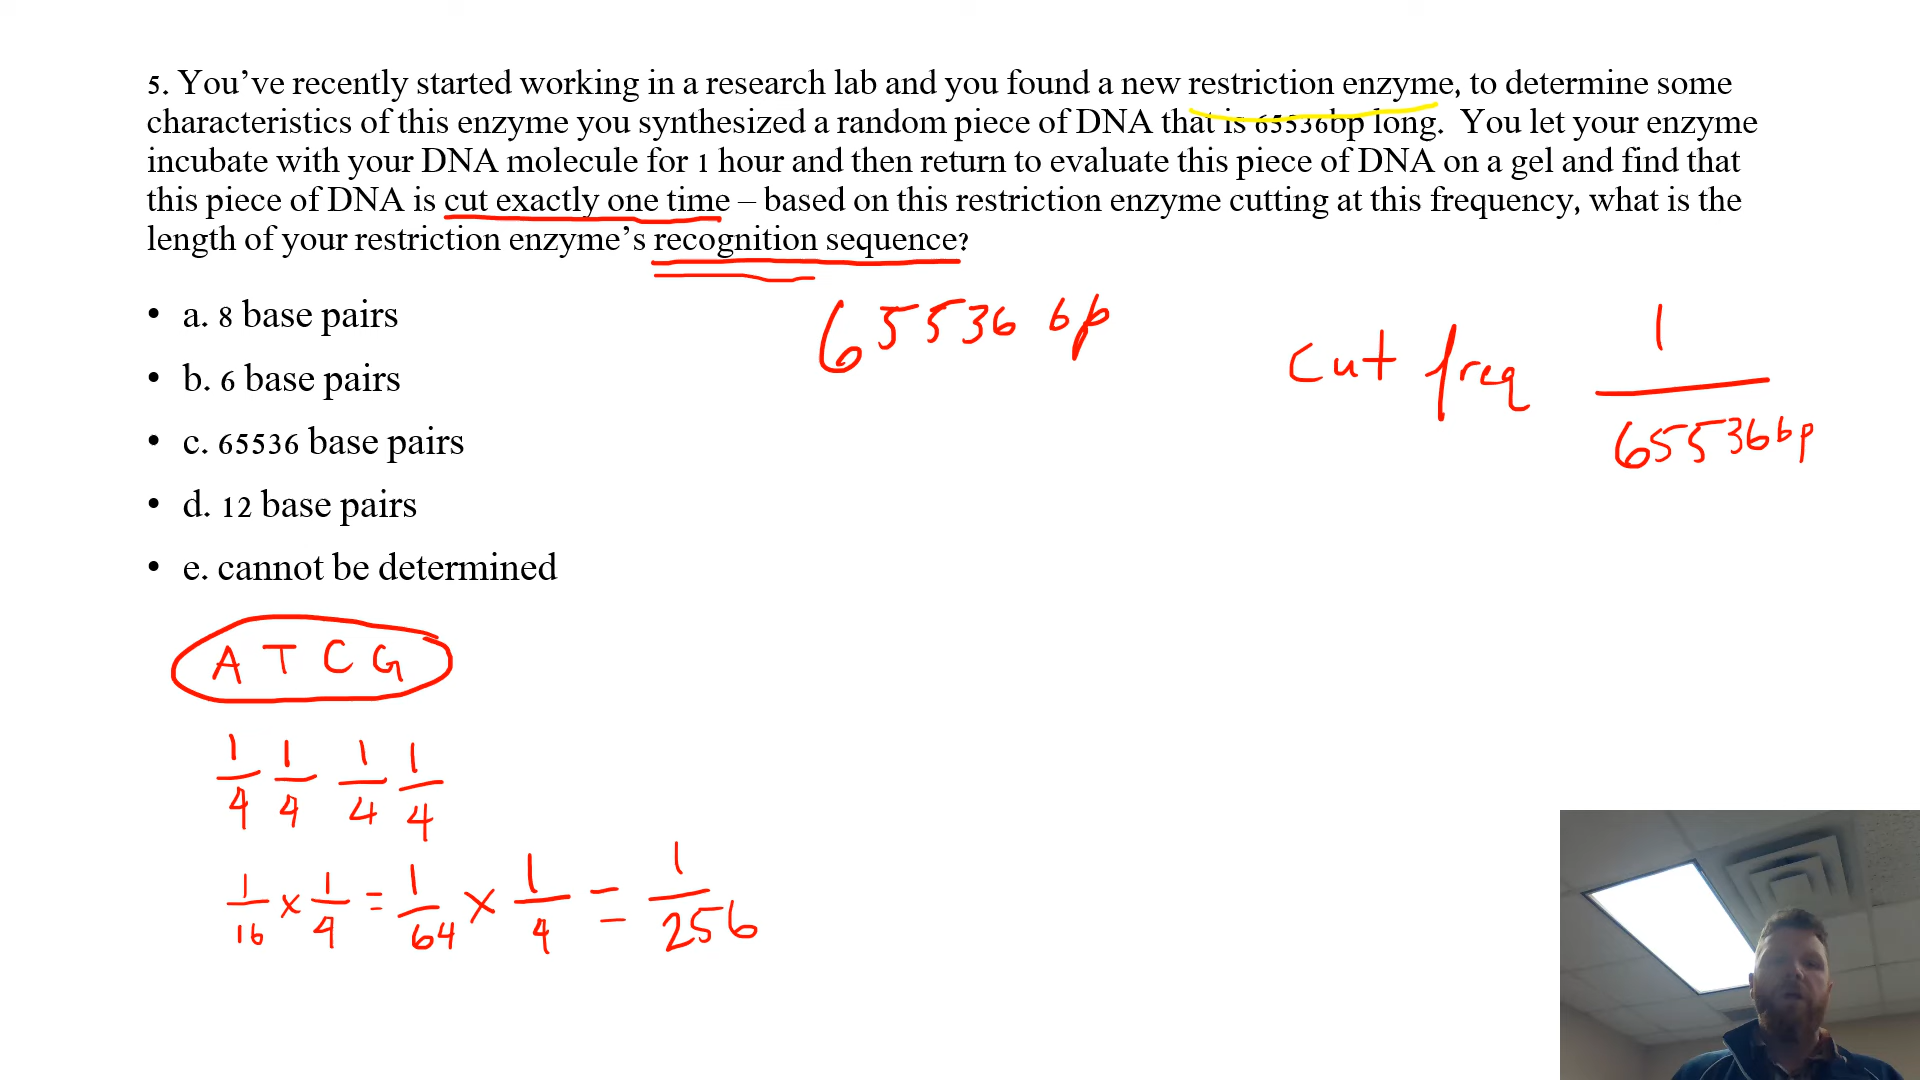 5. You’ve recently started working in a research lab and you found a new restriction enzyme, to determine some
characteristics of this enzyme you synthesized a random piece of DNA that is 65536bp long.  You let your enzyme
incubate with your DNA molecule for 1 hour and then return to evaluate this piece of DNA on a gel and find that
this piece of DNA is cut exactly one time – based on this restriction enzyme cutting at this frequency, what is the
length of your restriction enzyme’s recognition sequence?
• a. 8 base pairs
• b. 6 base pairs
• c. 65536 base pairs
• d. 12 base pairs
• e. cannot be determined
65536 bp
cut freq 1/65536bp
A T C G
1/4 1/4 1/4 1/4
1/16 x 1/4 = 1/64 x 1/4 = 1/256